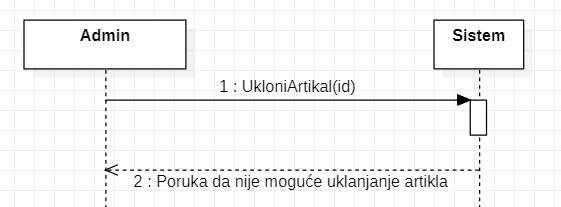 Admin
Sistem
1 : UkloniArtikal(id)
2 : Poruka da nije moguće uklanjanje artikla